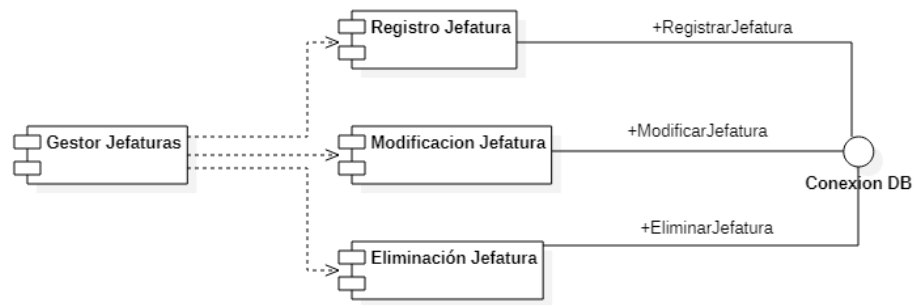 Registro Jefatura
+RegistrarJefatura
Gestor Jefaturas
Modificacion Jefatura
+ModificarJefatura
Conexion DB
Eliminación Jefatura
+EliminarJefatura